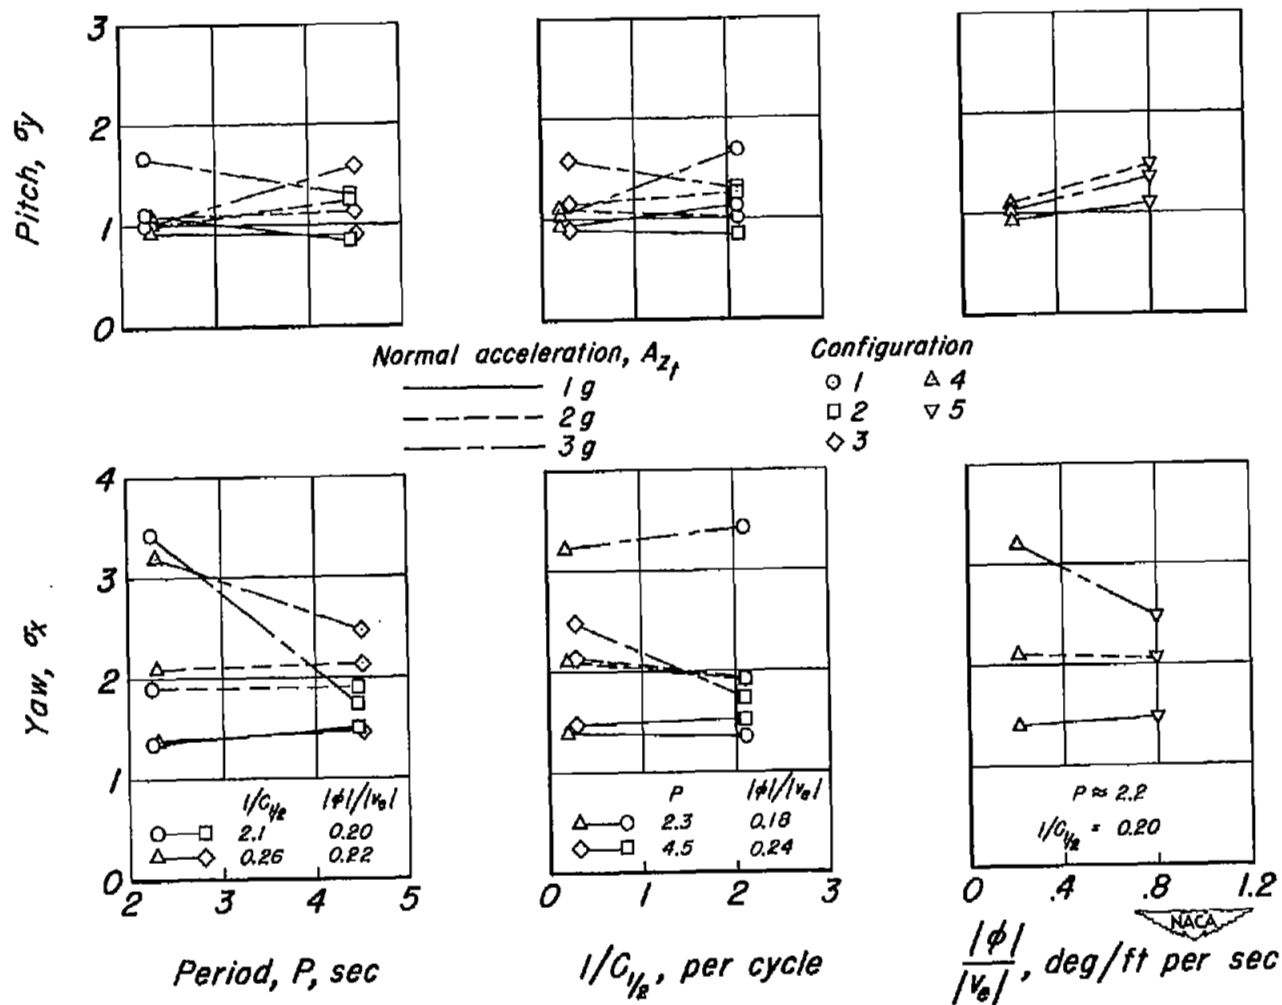 3
2
1
0
Pitch, σy
Normal acceleration, Azt
1 g
2 g
3 g
Configuration
1 4
2 5
3
4
3
2
1
0
Yaw, σx
1/C1/2 |ϕ|/|ve|
2.1 0.20
0.26 0.22
P |ϕ|/|ve|
2.3 0.18
4.5 0.24
P ≈ 2.2
1/C1/2 = 0.20
2 3 4 5
0 1 2 3
0 .4 .8 1.2
NACA
Period, P, sec
1/C1/2, per cycle
|ϕ|/|ve|, deg/ft per sec